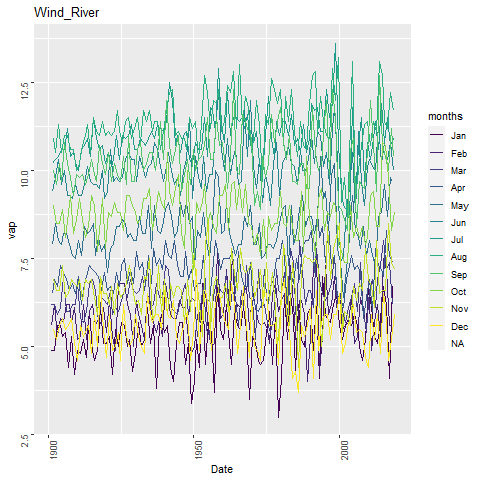 Wind_River
12.5
10.0
7.5
5.0
2.5
vap
1900
1950
2000
Date
months
Jan
Feb
Mar
Apr
May
Jun
Jul
Aug
Sep
Oct
Nov
Dec
NA